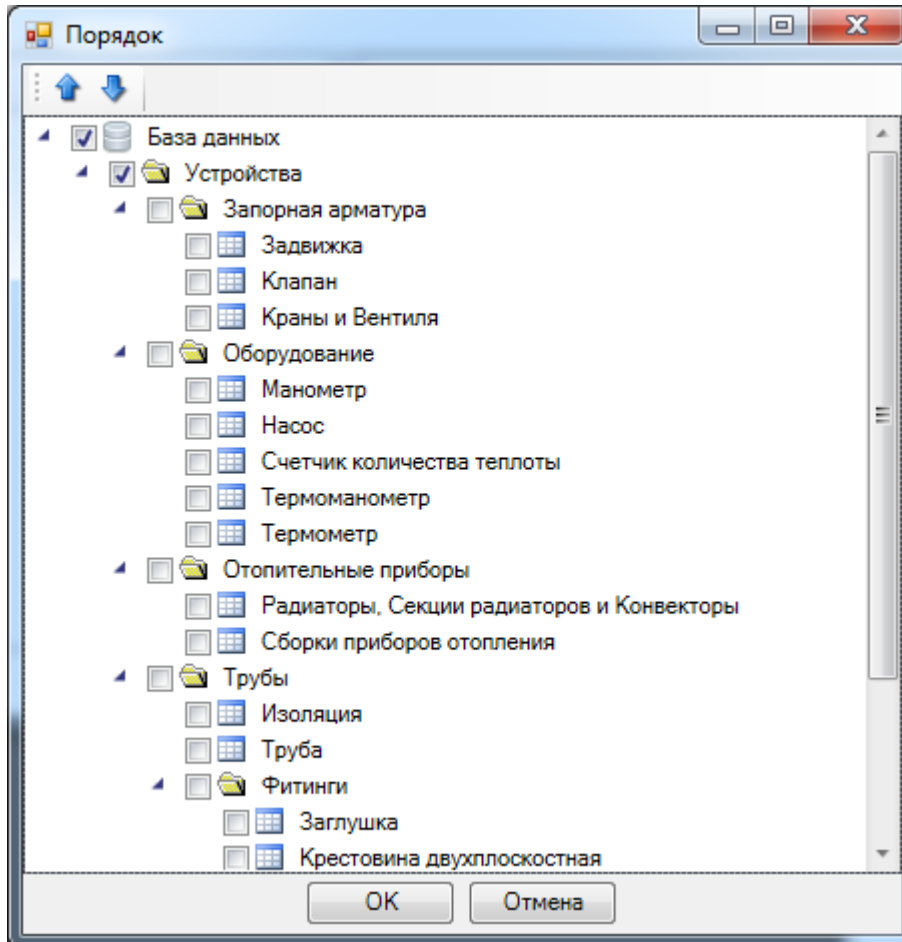 Порядок
База данных
Устройства
Запорная арматура
Задвижка
Клапан
Краны и Вентиля
Оборудование
Манометр
Насос
Счетчик количества теплоты
Термоманометр
Термометр
Отопительные приборы
Радиаторы, Секции радиаторов и Конвекторы
Сборки приборов отопления
Трубы
Изоляция
Труба
Фитинги
Заглушка
Крестовина двухплоскостная
OK Отмена